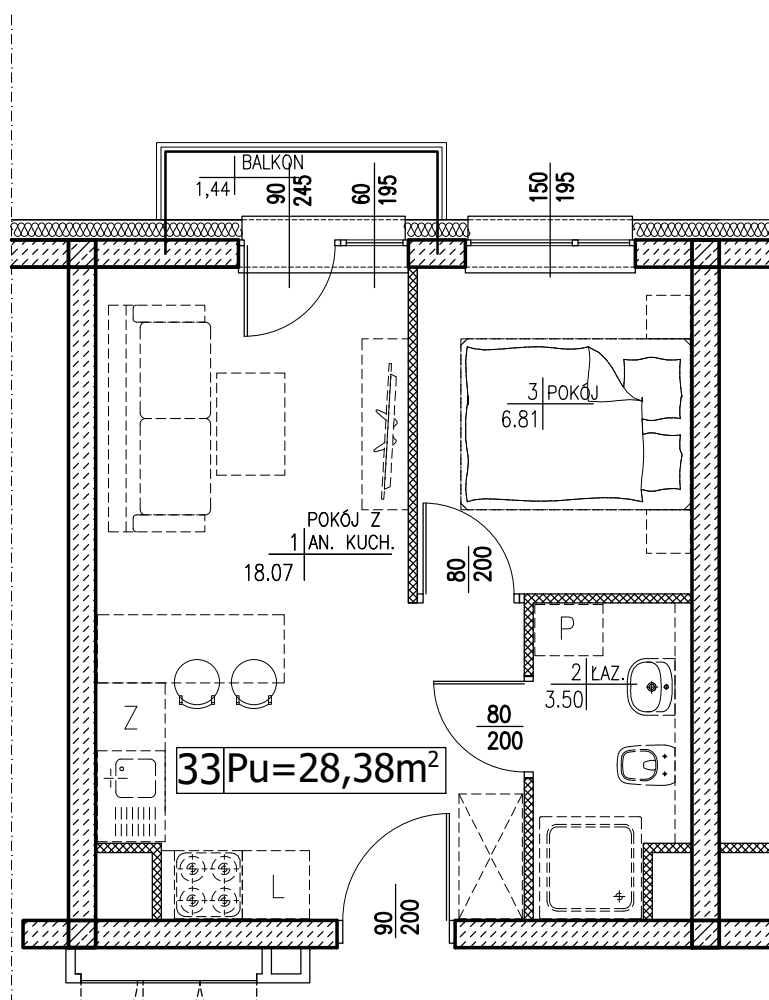 BALKON
1,44
90
245
60
195
150
195
3 POKÓJ
6.81
POKÓJ Z
1 AN. KUCH.
18.07
80
200
P
2 ŁAZ.
3.50
Z
80
200
33 Pu=28,38m²
L
90
200